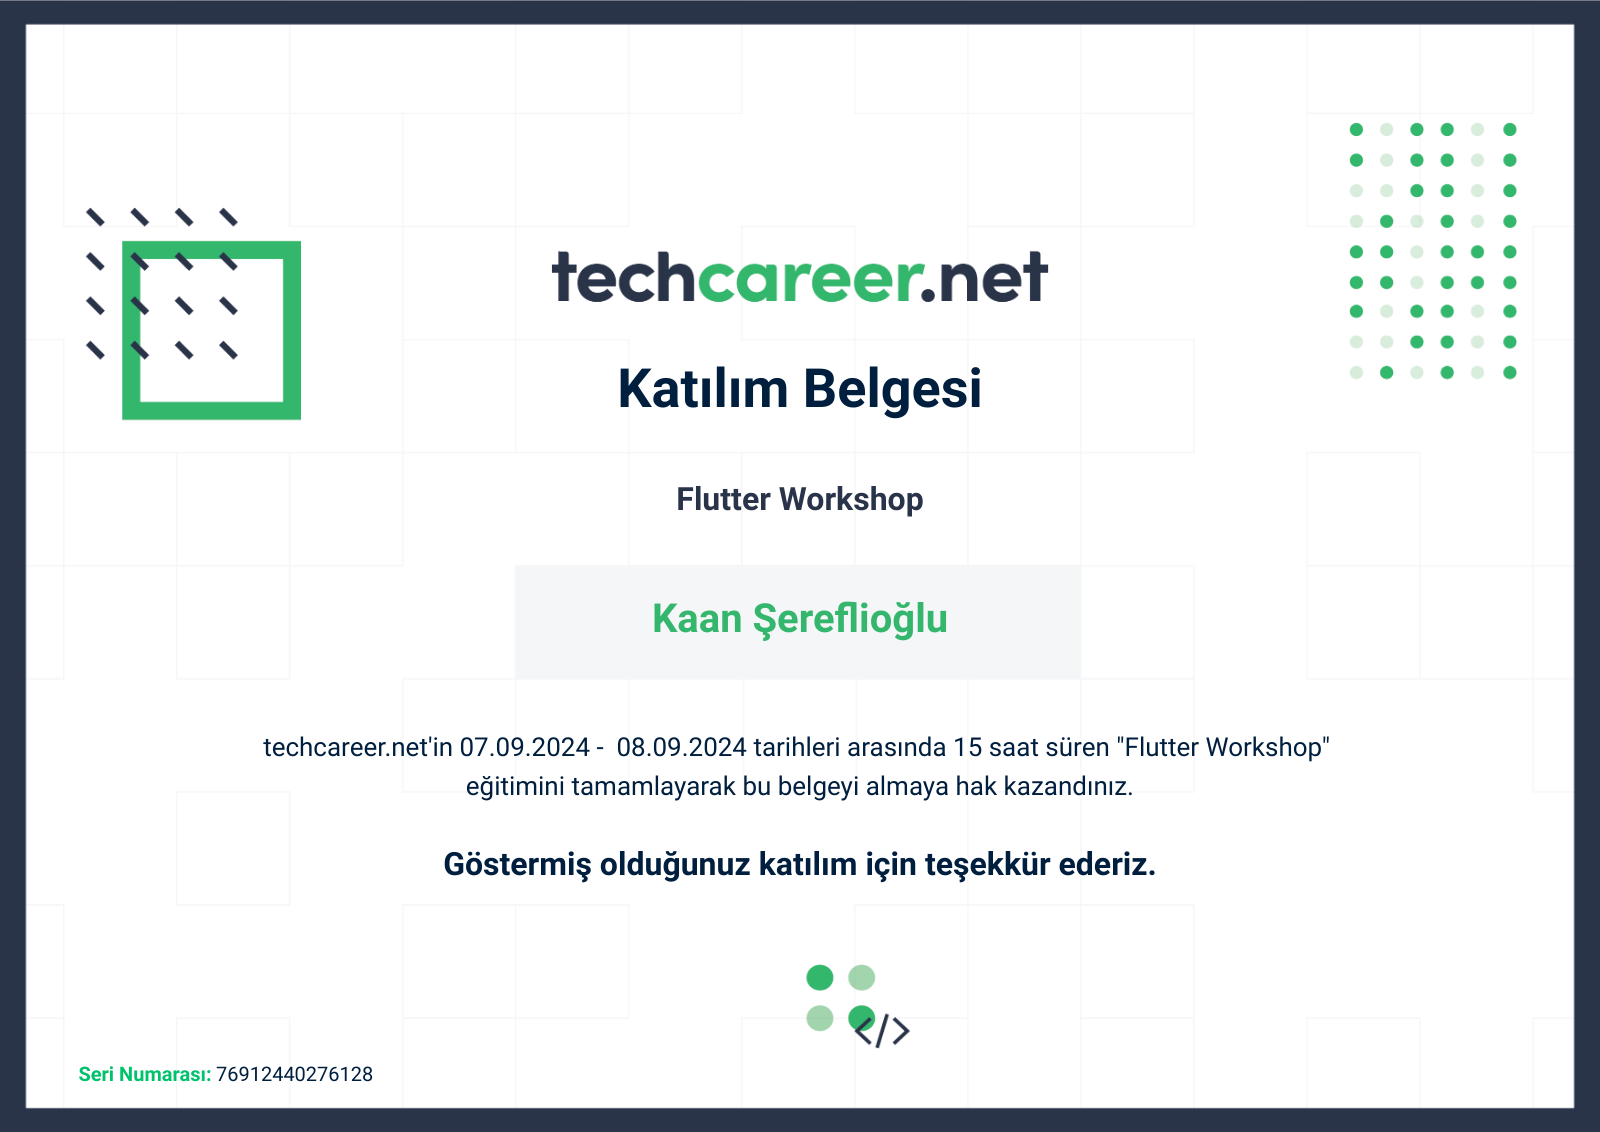 techcareer.net
Katılım Belgesi
Flutter Workshop
Kaan Şereflioğlu
techcareer.net'in 07.09.2024 -  08.09.2024 tarihleri arasında 15 saat süren "Flutter Workshop"
eğitimini tamamlayarak bu belgeyi almaya hak kazandınız.
Göstermiş olduğunuz katılım için teşekkür ederiz.
</>
Seri Numarası: 76912440276128